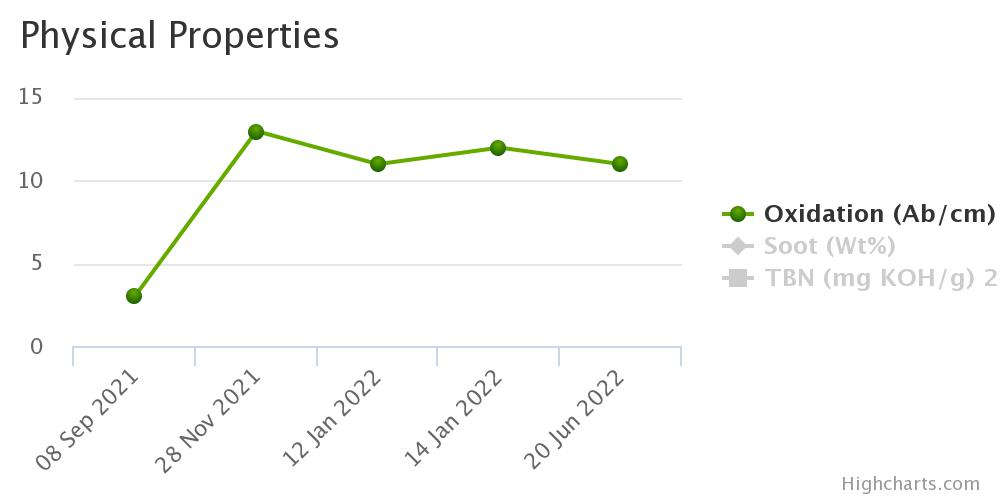 Physical Properties
15
10
5
0
08 Sep 2021
28 Nov 2021
12 Jan 2022
14 Jan 2022
20 Jun 2022
Oxidation (Ab/cm)
Soot (Wt%)
TBN (mg KOH/g) 2
Highcharts.com